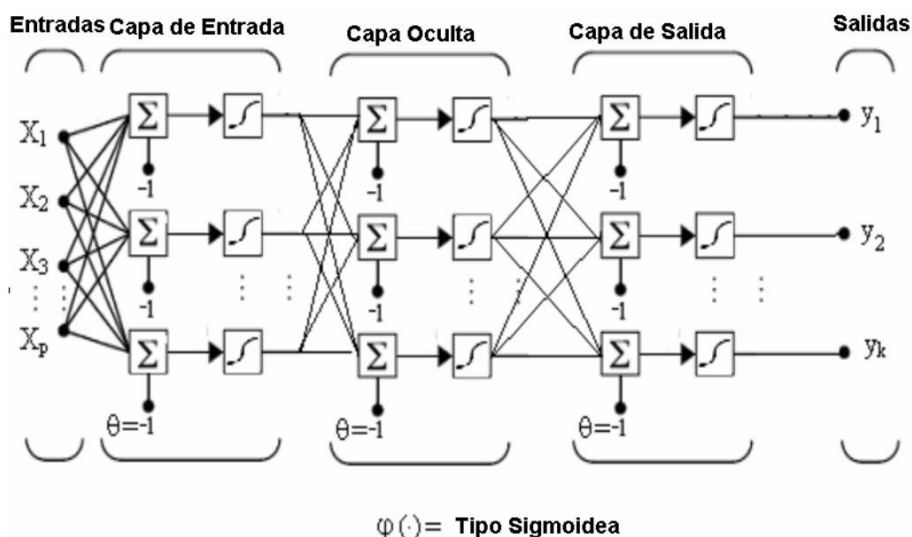 Entradas Capa de Entrada Capa Oculta Capa de Salida Salidas
X1 Σ Σ Σ y1
-1 -1 -1
X2 Σ Σ Σ y2
X3
-1 -1 -1
Xp Σ Σ Σ yk
θ=-1 θ=-1 θ=-1
φ(·)= Tipo Sigmoidea